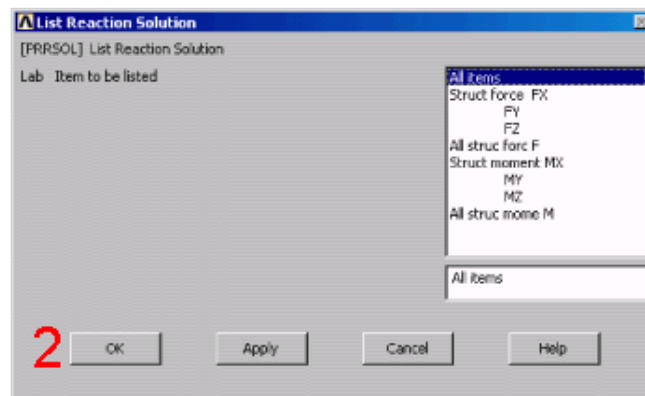 List Reaction Solution
[PRRSOL] List Reaction Solution
Lab Item to be listed
All items
Struct force FX
FY
FZ
All struc forc F
Struct moment MX
MY
MZ
All struc mome M
All items
2 OK Apply Cancel Help